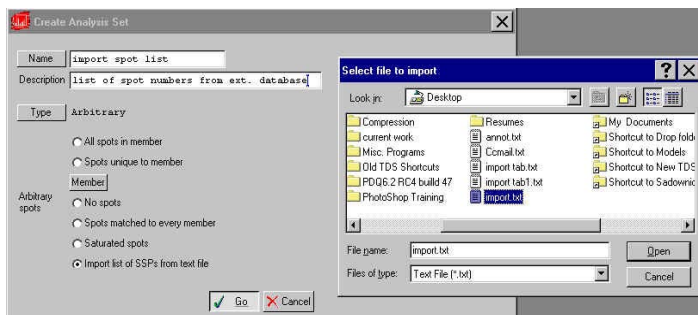 Create Analysis Set
Name import spot list
Description list of spot numbers from ext. database
Type Arbitrary
All spots in member
Spots unique to member
Member
Arbitrary spots
No spots
Spots matched to every member
Saturated spots
Import list of SSPs from text file
Go Cancel
Select file to import
Look in: Desktop
Compression
current work
Misc. Programs
Old TDS Shortcuts
PDQ6.2 RC4 build 47
PhotoShop Training
Resumes
annot.txt
Ccmail.txt
import tab.txt
import tab1.txt
import.txt
My Documents
Shortcut to Drop folde
Shortcut to Models
Shortcut to New TDS
Shortcut to Sadownic
File name: import.txt
Open
Files of type: Text File (*.txt)
Cancel